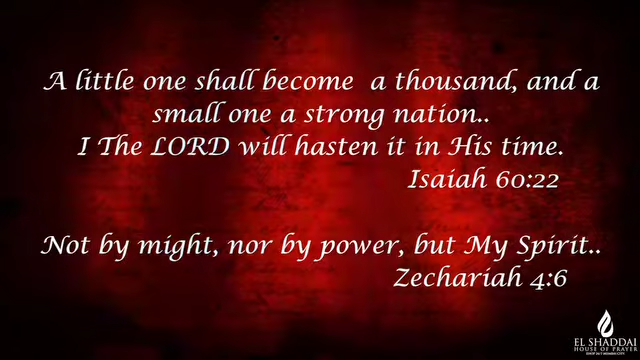 A little one shall become a thousand, and a
small one a strong nation..
I The LORD will hasten it in His time.
Isaiah 60:22
Not by might, nor by power, but My Spirit..
Zechariah 4:6
EL SHADDAI
HOUSE OF PRAYER